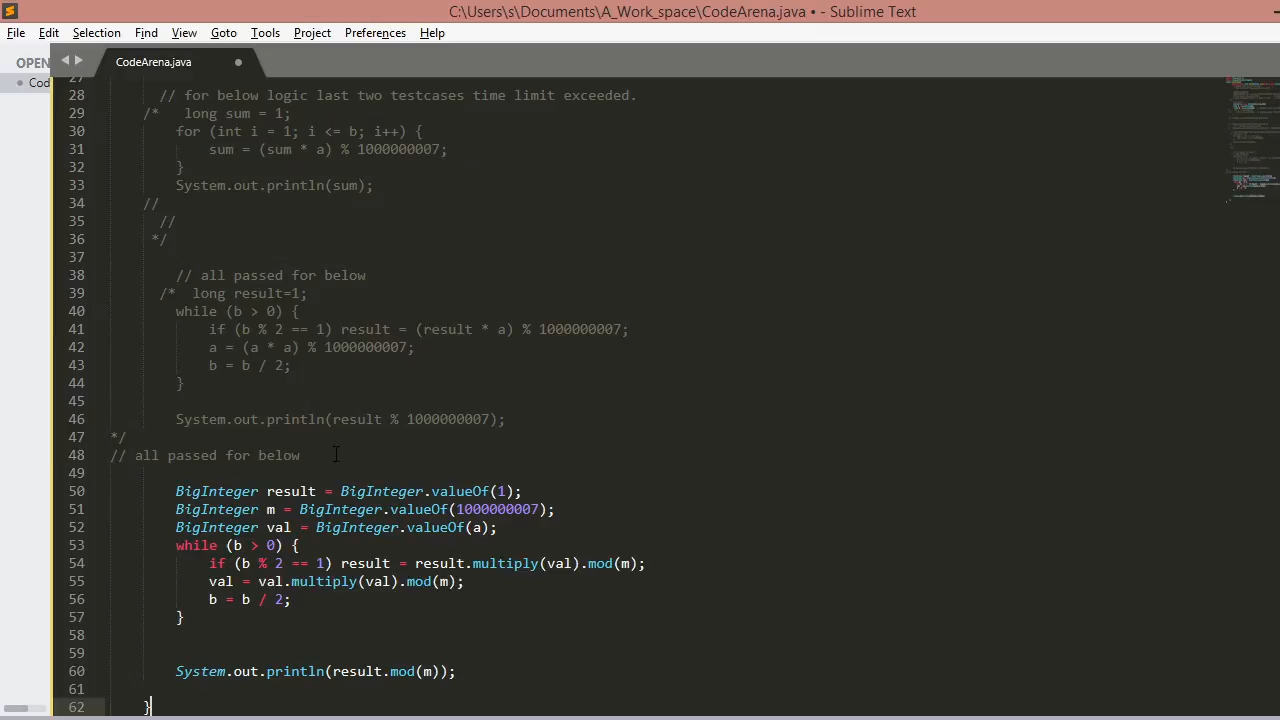 C:\Users\s\Documents\A_Work_space\CodeArena.java • - Sublime Text
File Edit Selection Find View Goto Tools Project Preferences Help
OPEN
CodeArena.java
Cod
27
28 // for below logic last two testcases time limit exceeded.
29 /* long sum = 1;
30 for (int i = 1; i <= b; i++) {
31 sum = (sum * a) % 1000000007;
32 }
33 System.out.println(sum);
34 //
35 //
36 */
37
38 // all passed for below
39 /* long result=1;
40 while (b > 0) {
41 if (b % 2 == 1) result = (result * a) % 1000000007;
42 a = (a * a) % 1000000007;
43 b = b / 2;
44 }
45
46 System.out.println(result % 1000000007);
47 */
48 // all passed for below
49
50 BigInteger result = BigInteger.valueOf(1);
51 BigInteger m = BigInteger.valueOf(1000000007);
52 BigInteger val = BigInteger.valueOf(a);
53 while (b > 0) {
54 if (b % 2 == 1) result = result.multiply(val).mod(m);
55 val = val.multiply(val).mod(m);
56 b = b / 2;
57 }
58
59
60 System.out.println(result.mod(m));
61
62 }